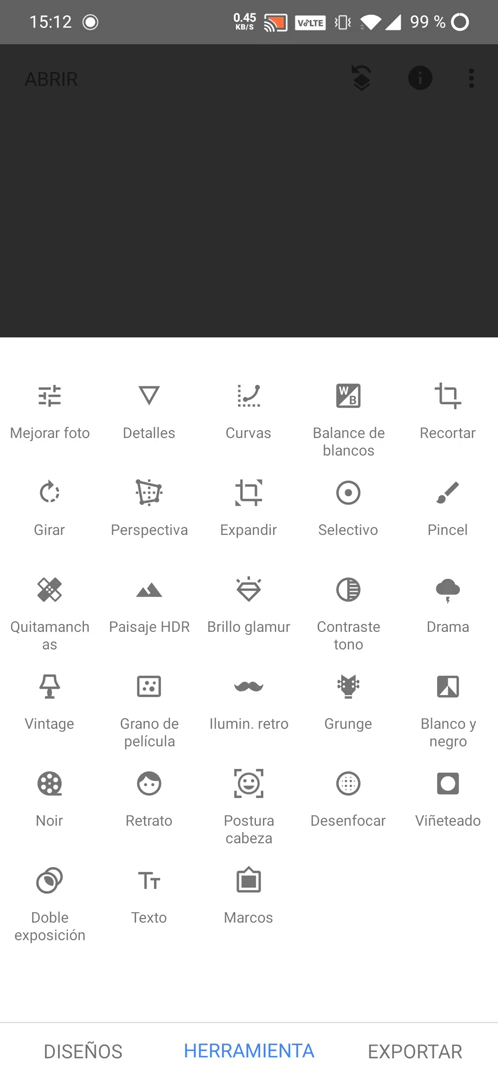 15:12
0.45 KB/S
VoLTE
99 %
ABRIR
Mejorar foto
Detalles
Curvas
WB
Balance de
blancos
Recortar
Girar
Perspectiva
Expandir
Selectivo
Pincel
Quitamanch
as
Paisaje HDR
Brillo glamur
Contraste
tono
Drama
Vintage
Grano de
película
Ilumin. retro
Grunge
Blanco y
negro
Noir
Retrato
Postura
cabeza
Desenfocar
Viñeteado
Doble
exposición
TT
Texto
Marcos
DISEÑOS
HERRAMIENTA
EXPORTAR